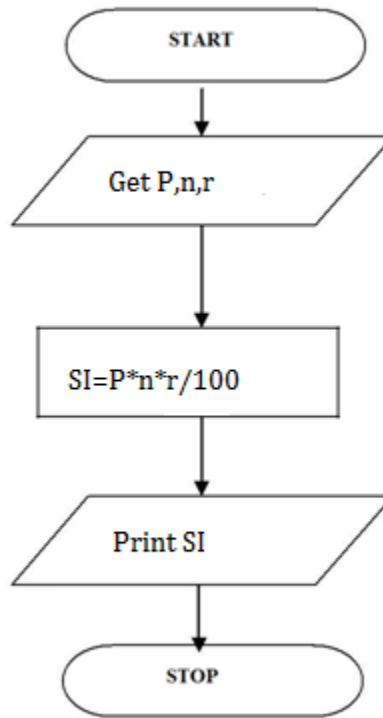 START
Get P,n,r
SI=P*n*r/100
Print SI
STOP